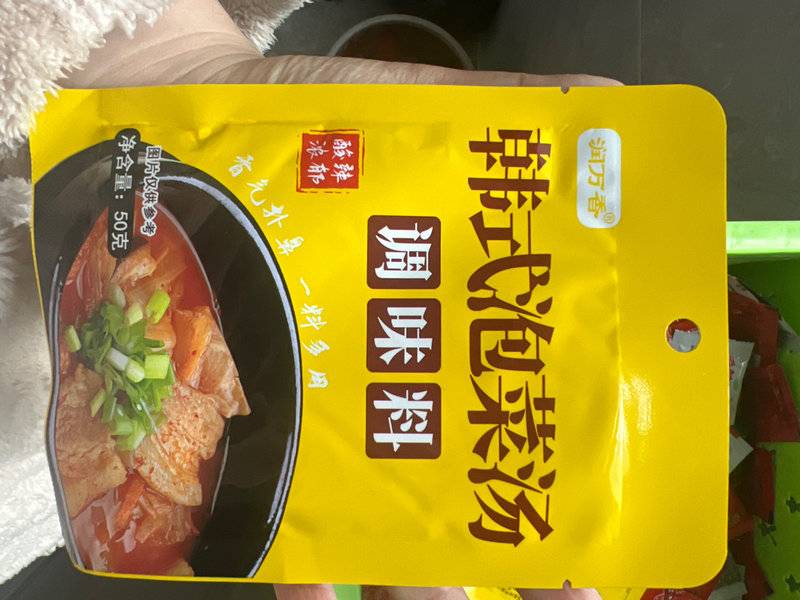 润万香®
韩式泡菜汤
调味料
酸辣
浓郁
香气扑鼻 一料多用
图片仅供参考
净含量：50克